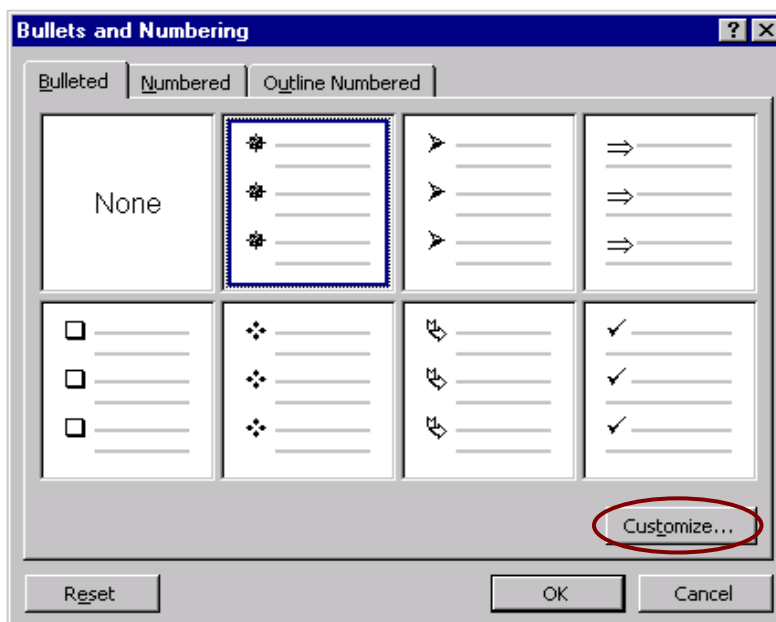 Bullets and Numbering
Bulleted Numbered Outline Numbered
None
Customize...
Reset OK Cancel